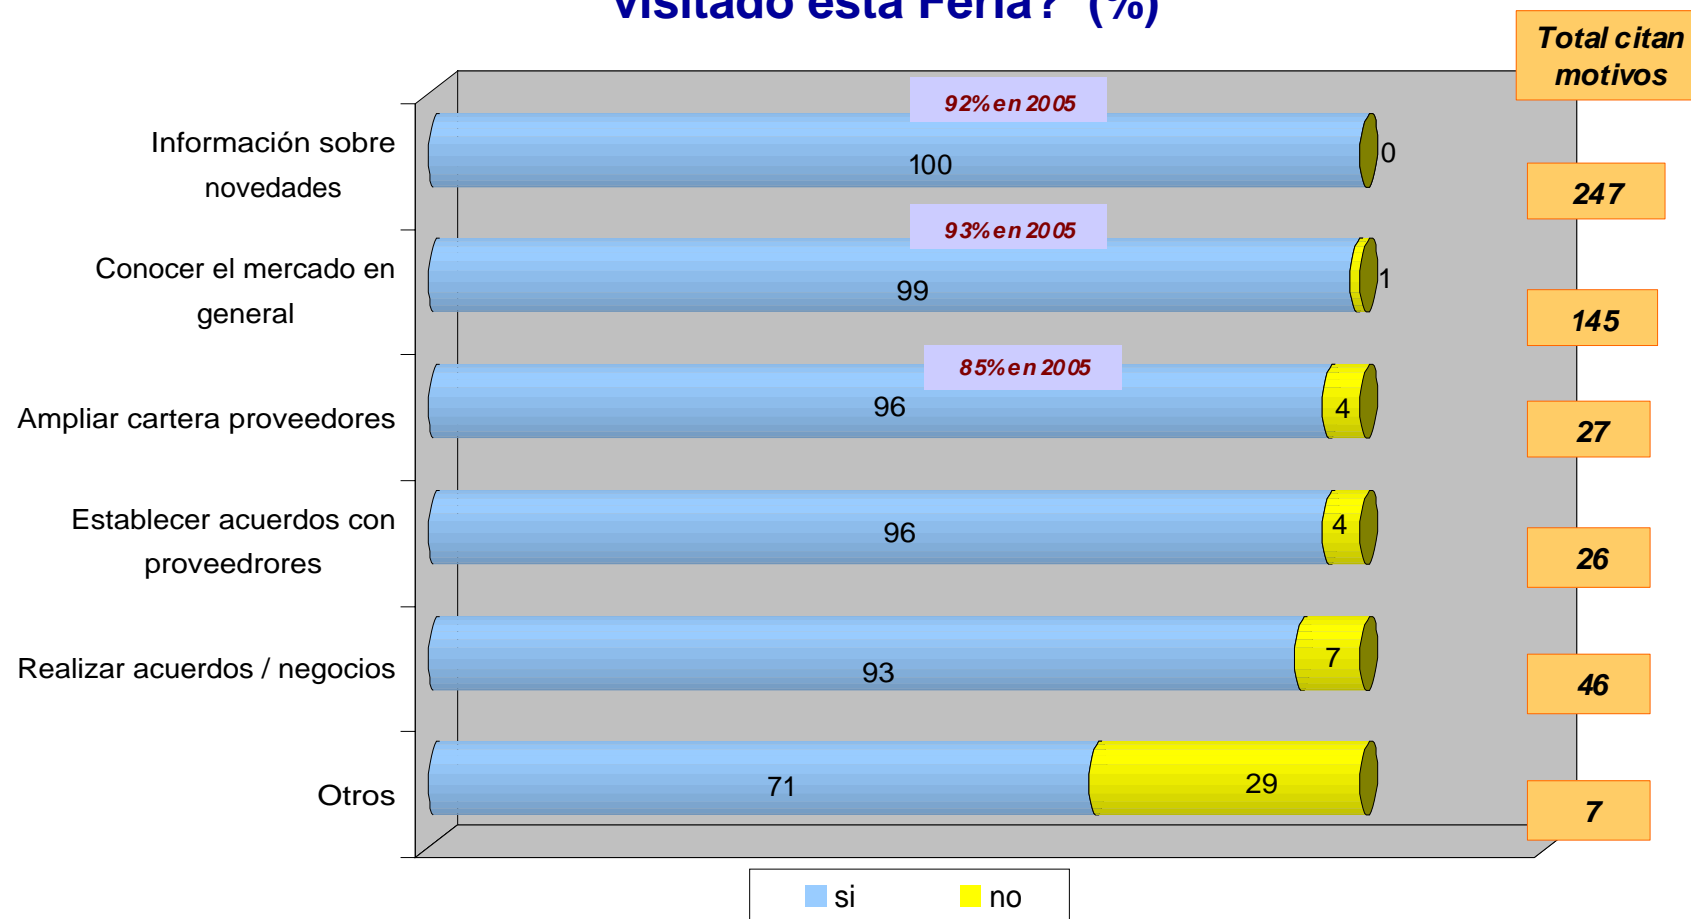 visitado esta Feria? (%)
Total citan
motivos
Información sobre
novedades
92% en 2005
100
0
247
Conocer el mercado en
general
93% en 2005
99
1
145
Ampliar cartera proveedores
85% en 2005
96
4
27
Establecer acuerdos con
proveedrores
96
4
26
Realizar acuerdos / negocios
93
7
46
Otros
71
29
7
si
no